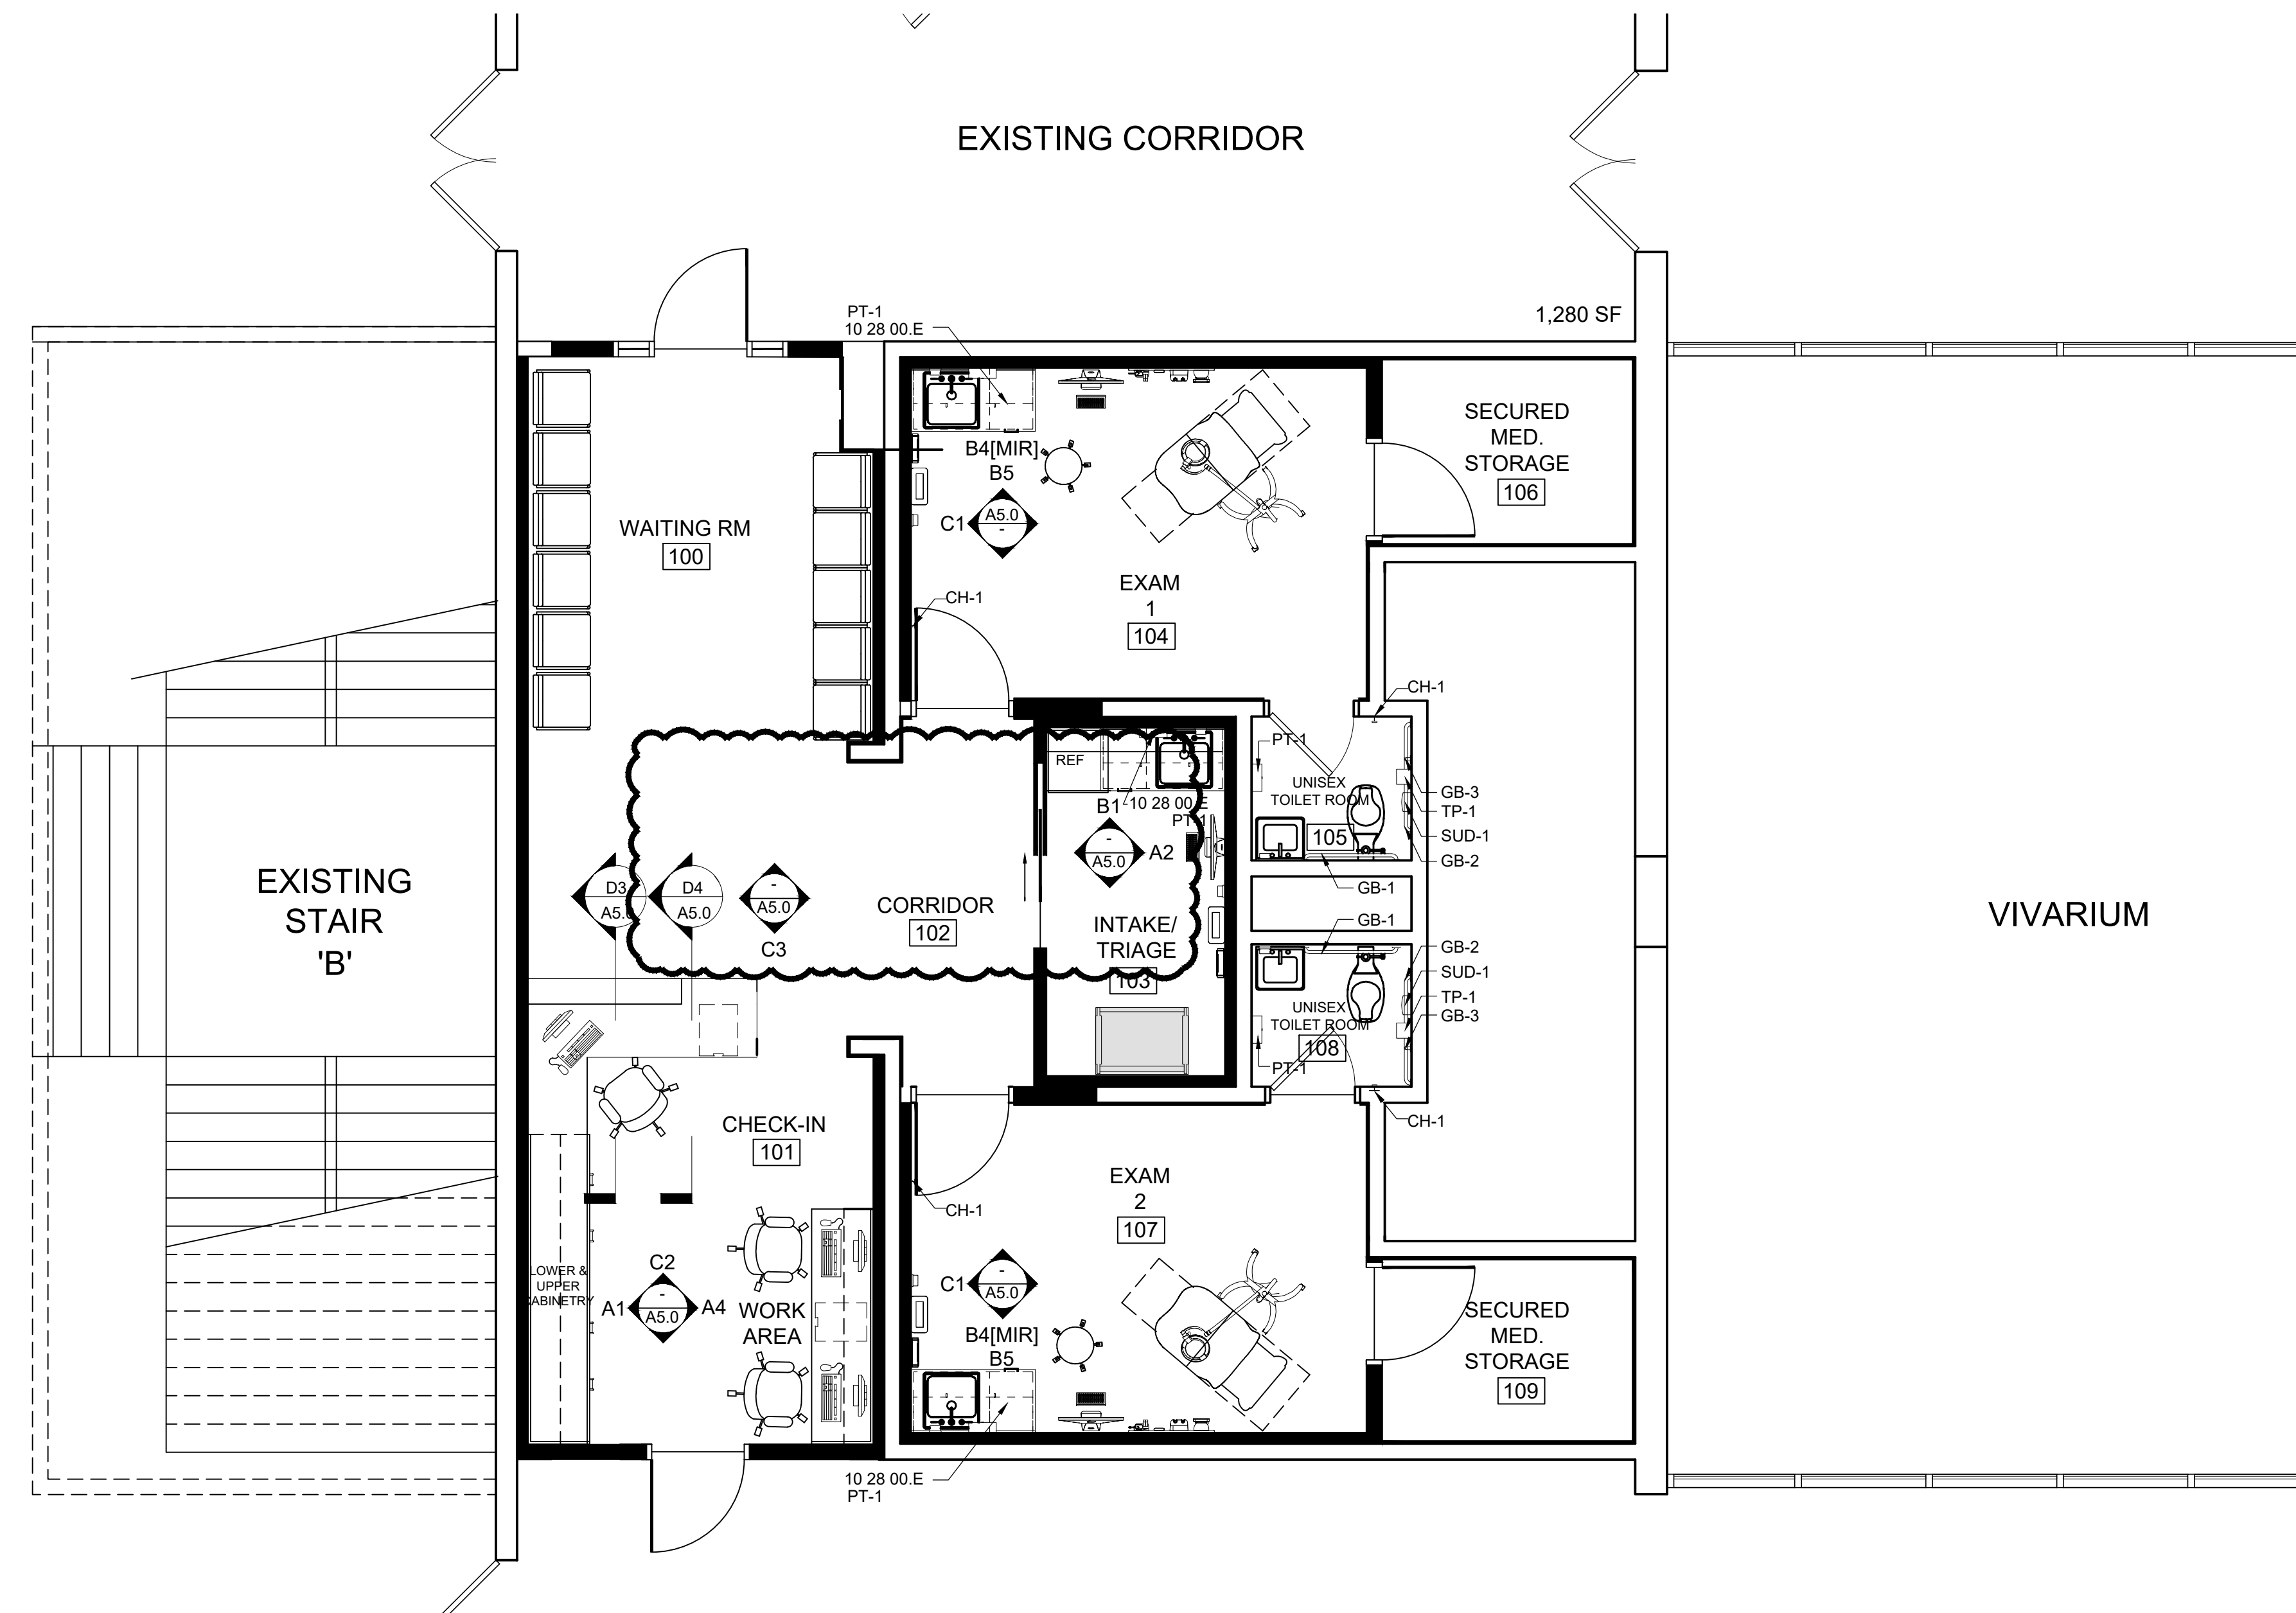 EXISTING CORRIDOR
1,280 SF
PT-1
10 28 00.E
SECURED
MED.
STORAGE
106
B4[MIR]
B5
C1
A5.0
-
WAITING RM
100
EXAM
1
104
CH-1
CH-1
REF
PT-1
UNISEX
TOILET ROOM
105
GB-3
TP-1
SUD-1
GB-2
GB-1
B1
10 28 00.E
PT-1
-
A5.0
A2
EXISTING
STAIR
'B'
D3
A5.0
D4
A5.0
-
A5.0
C3
CORRIDOR
102
INTAKE/
TRIAGE
103
VIVARIUM
GB-1
GB-2
SUD-1
TP-1
GB-3
UNISEX
TOILET ROOM
108
PT-1
CH-1
CHECK-IN
101
EXAM
2
107
CH-1
LOWER &
UPPER
CABINETRY
C2
A1
-
A5.0
A4
WORK
AREA
C1
-
A5.0
B4[MIR]
B5
SECURED
MED.
STORAGE
109
10 28 00.E
PT-1